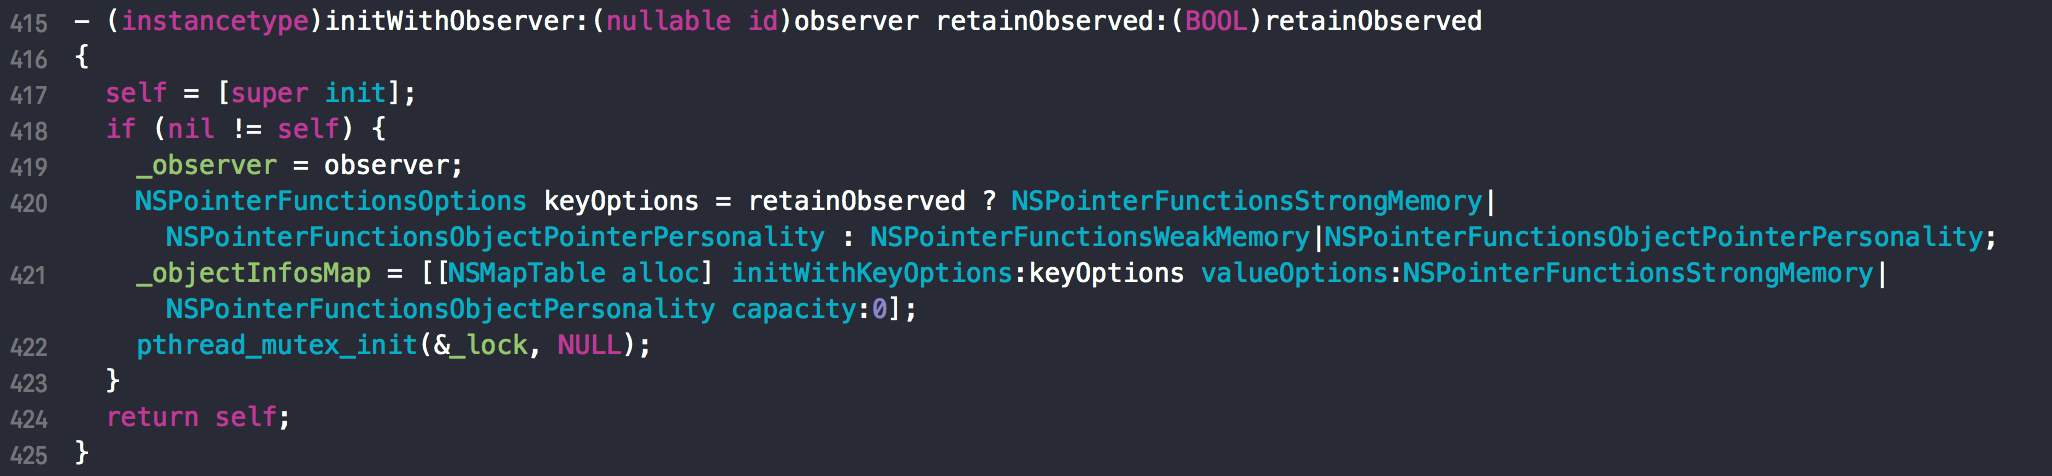 415 - (instancetype)initWithObserver:(nullable id)observer retainObserved:(BOOL)retainObserved
416 {
417   self = [super init];
418   if (nil != self) {
419     _observer = observer;
420     NSPointerFunctionsOptions keyOptions = retainObserved ? NSPointerFunctionsStrongMemory|
      NSPointerFunctionsObjectPointerPersonality : NSPointerFunctionsWeakMemory|NSPointerFunctionsObjectPointerPersonality;
421     _objectInfosMap = [[NSMapTable alloc] initWithKeyOptions:keyOptions valueOptions:NSPointerFunctionsStrongMemory|
      NSPointerFunctionsObjectPersonality capacity:0];
422     pthread_mutex_init(&_lock, NULL);
423   }
424   return self;
425 }